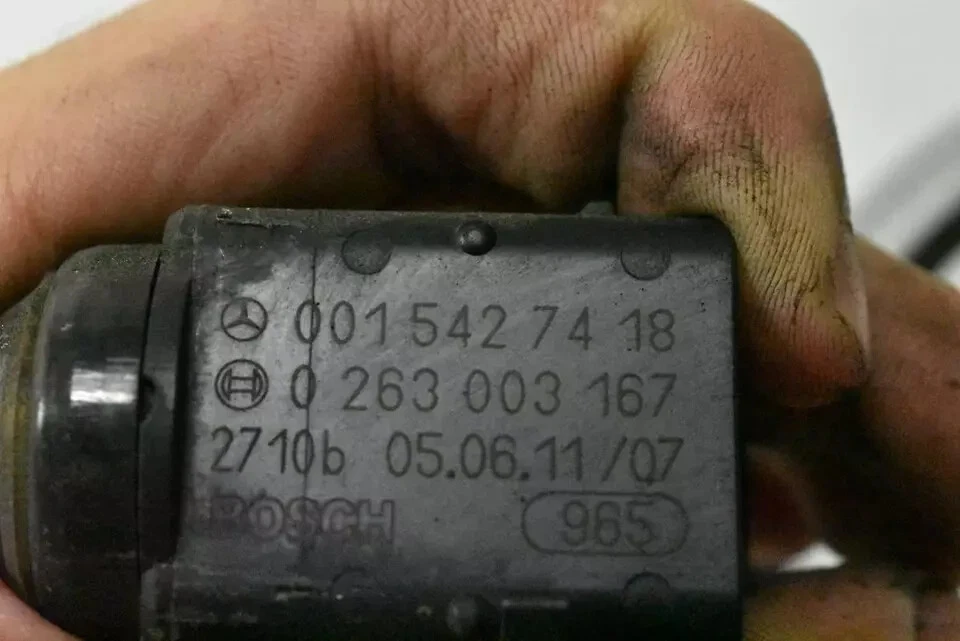 001 542 74 18
0 263 003 167
2710b 05.06.11 /07
BOSCH 965